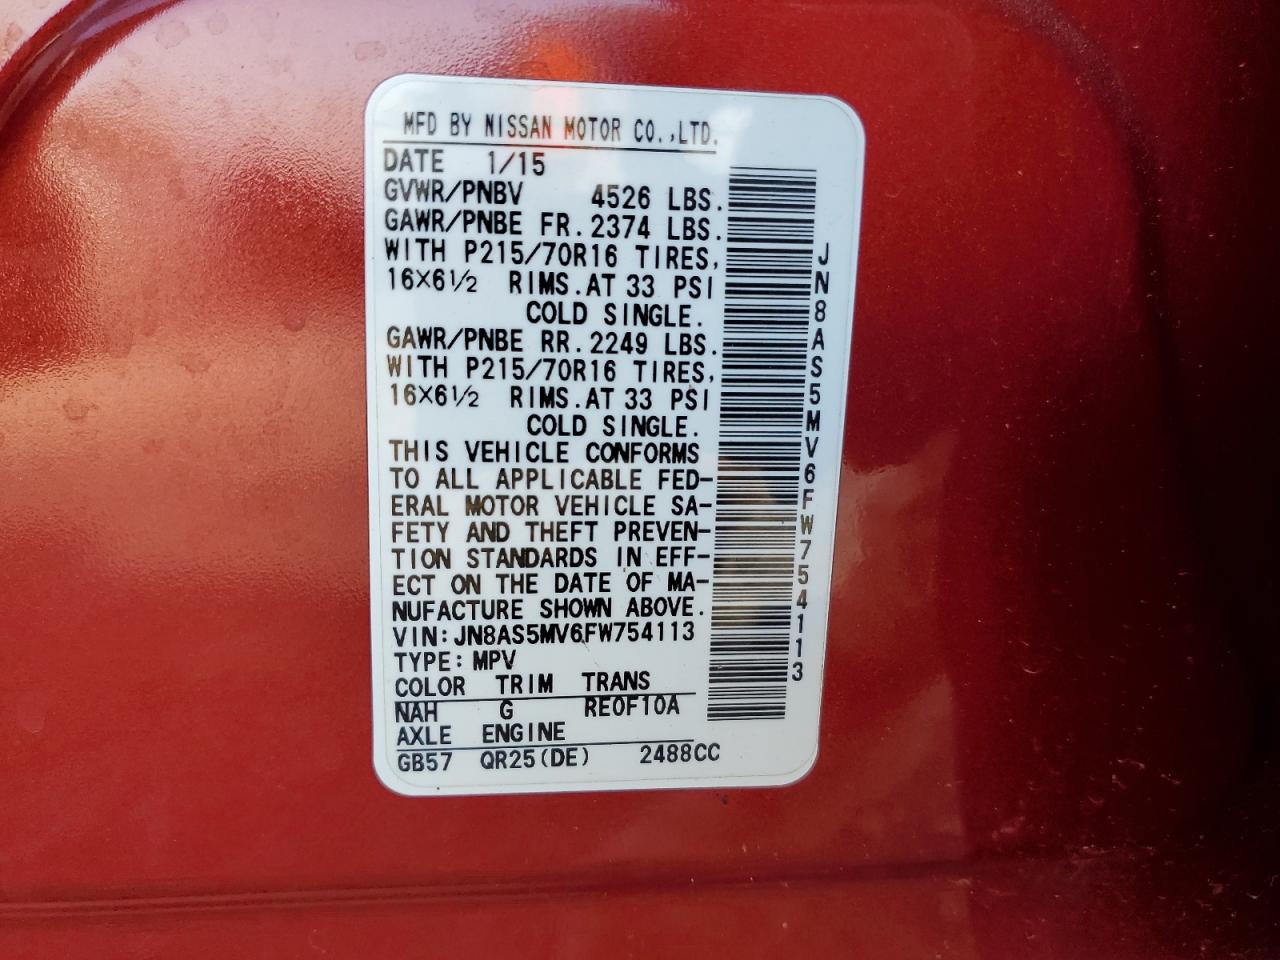 MFD BY NISSAN MOTOR CO.,LTD.
DATE 1/15
GVWR/PNBV 4526 LBS.
GAWR/PNBE FR. 2374 LBS.
WITH P215/70R16 TIRES,
16X6½ RIMS.AT 33 PSI
COLD SINGLE.
GAWR/PNBE RR. 2249 LBS.
WITH P215/70R16 TIRES,
16X6½ RIMS.AT 33 PSI
COLD SINGLE.
THIS VEHICLE CONFORMS
TO ALL APPLICABLE FED-
ERAL MOTOR VEHICLE SA-
FETY AND THEFT PREVEN-
TION STANDARDS IN EFF-
ECT ON THE DATE OF MA-
NUFACTURE SHOWN ABOVE.
VIN: JN8AS5MV6FW754113
TYPE: MPV
COLOR TRIM TRANS
NAH G RE0F10A
AXLE ENGINE
GB57 QR25(DE) 2488CC
JN8AS5MV6FW754113